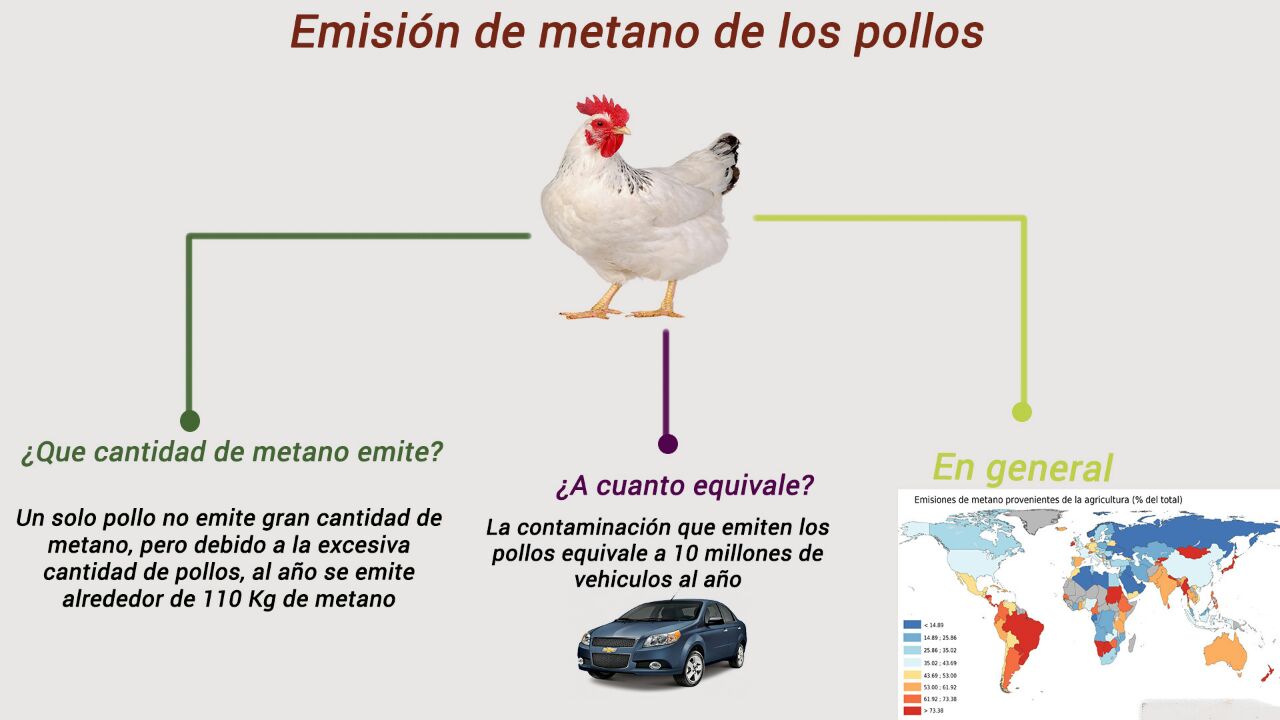 Emisión de metano de los pollos
¿Que cantidad de metano emite?
Un solo pollo no emite gran cantidad de
metano, pero debido a la excesiva
cantidad de pollos, al año se emite
alrededor de 110 Kg de metano
¿A cuanto equivale?
La contaminación que emiten los
pollos equivale a 10 millones de
vehiculos al año
En general
Emisiones de metano provenientes de la agricultura (% del total)
< 14.89
14.89 ; 25.86
25.86 ; 35.02
35.02 ; 43.69
43.69 ; 53.00
53.00 ; 61.92
61.92 ; 73.38
> 73.38